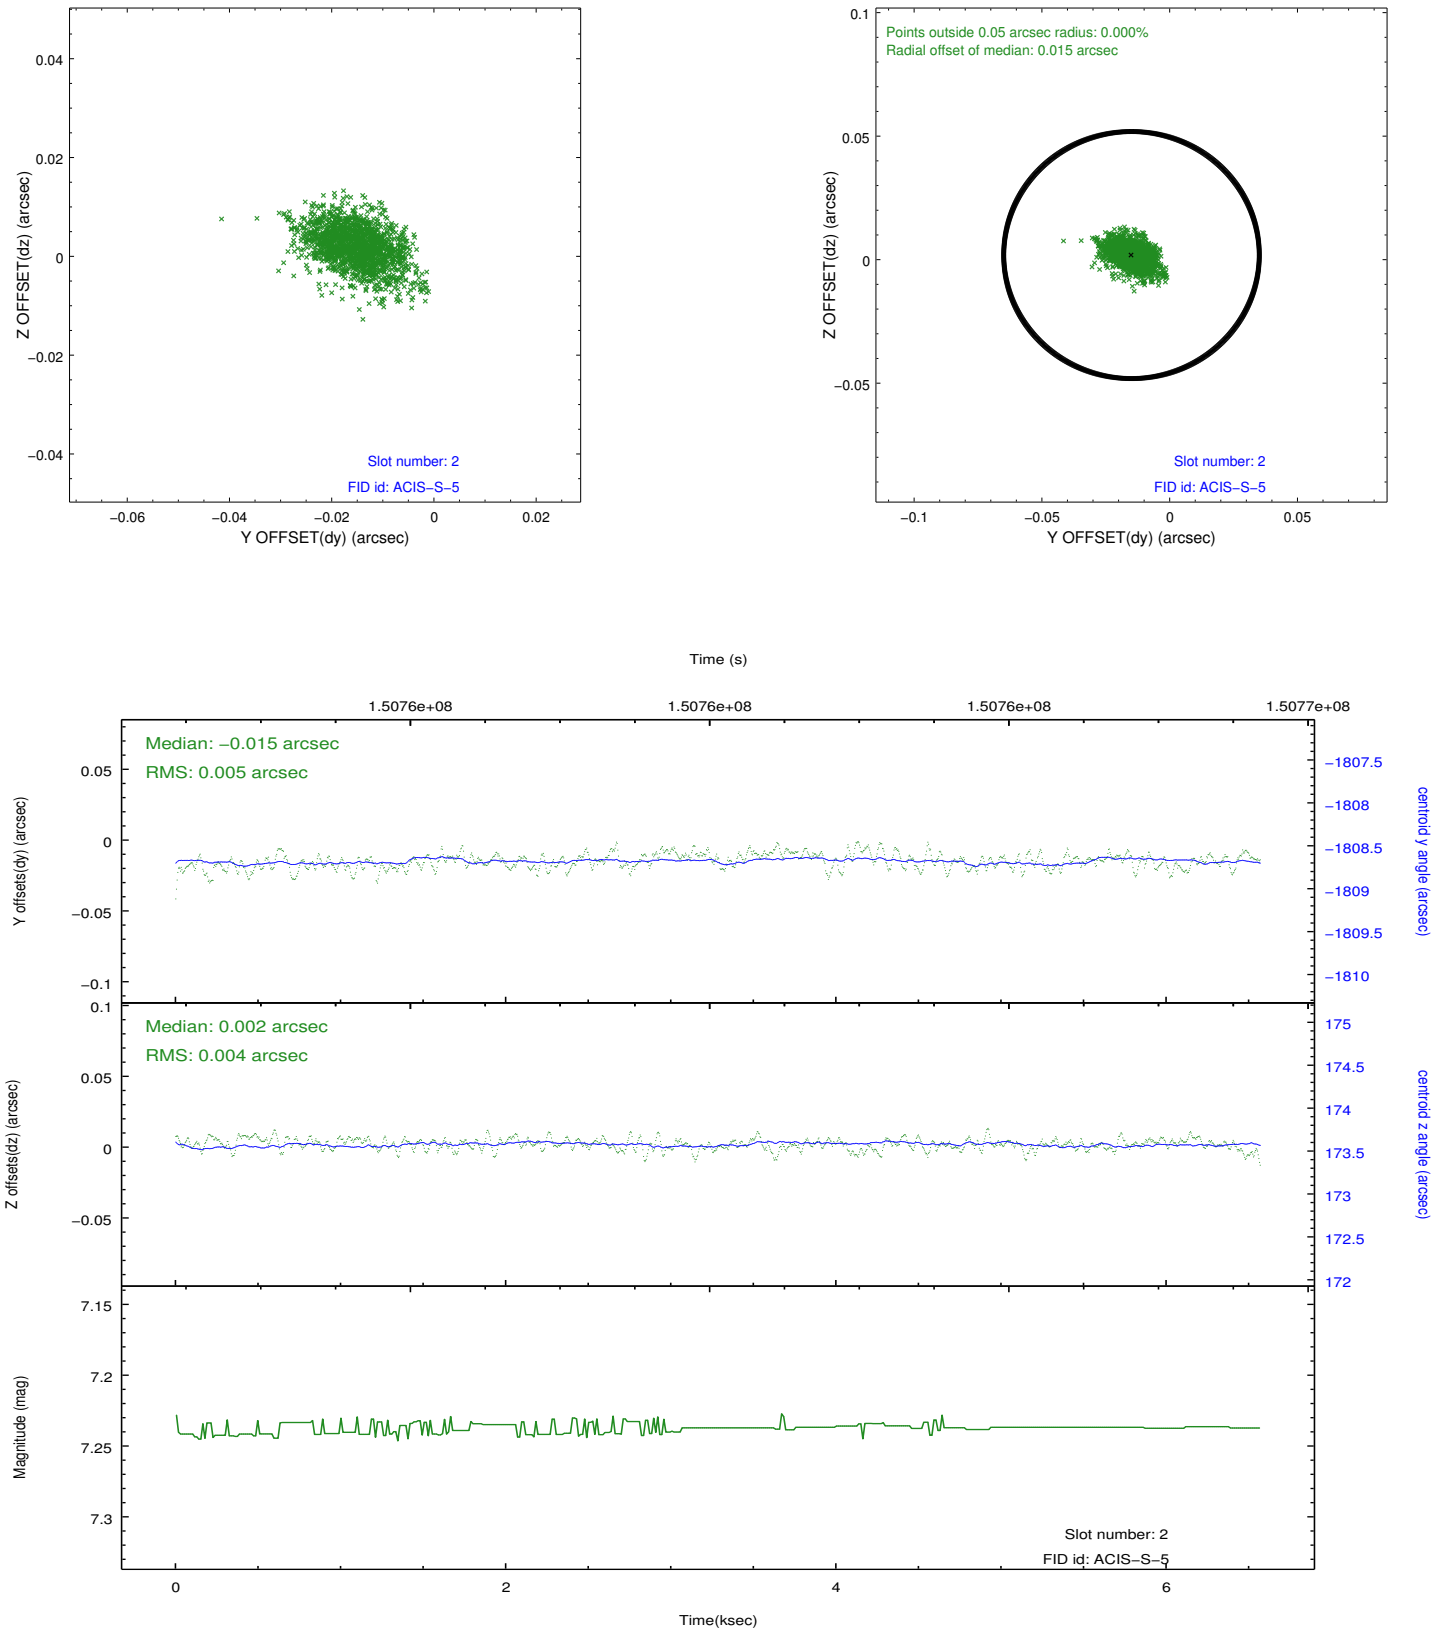 0.04
0.02
0
−0.02
−0.04
Z OFFSET(dz) (arcsec)
Slot number: 2
FID id: ACIS−S−5
−0.06
−0.04
−0.02
0
0.02
Y OFFSET(dy) (arcsec)
Points outside 0.05 arcsec radius: 0.000%
Radial offset of median: 0.015 arcsec
0.1
0.05
0
−0.05
Z OFFSET(dz) (arcsec)
Slot number: 2
FID id: ACIS−S−5
−0.1
−0.05
0
0.05
Y OFFSET(dy) (arcsec)
Time (s)
1.5076e+08
1.5076e+08
1.5076e+08
1.5077e+08
Median: −0.015 arcsec
RMS: 0.005 arcsec
0.05
0
−0.05
−0.1
Y offsets(dy) (arcsec)
−1807.5
−1808
−1808.5
−1809
−1809.5
−1810
centroid y angle (arcsec)
Median: 0.002 arcsec
RMS: 0.004 arcsec
0.1
0.05
0
−0.05
Z offsets(dz) (arcsec)
175
174.5
174
173.5
173
172.5
172
centroid z angle (arcsec)
7.15
7.2
7.25
7.3
Magnitude (mag)
Slot number: 2
FID id: ACIS−S−5
0
2
4
6
Time(ksec)